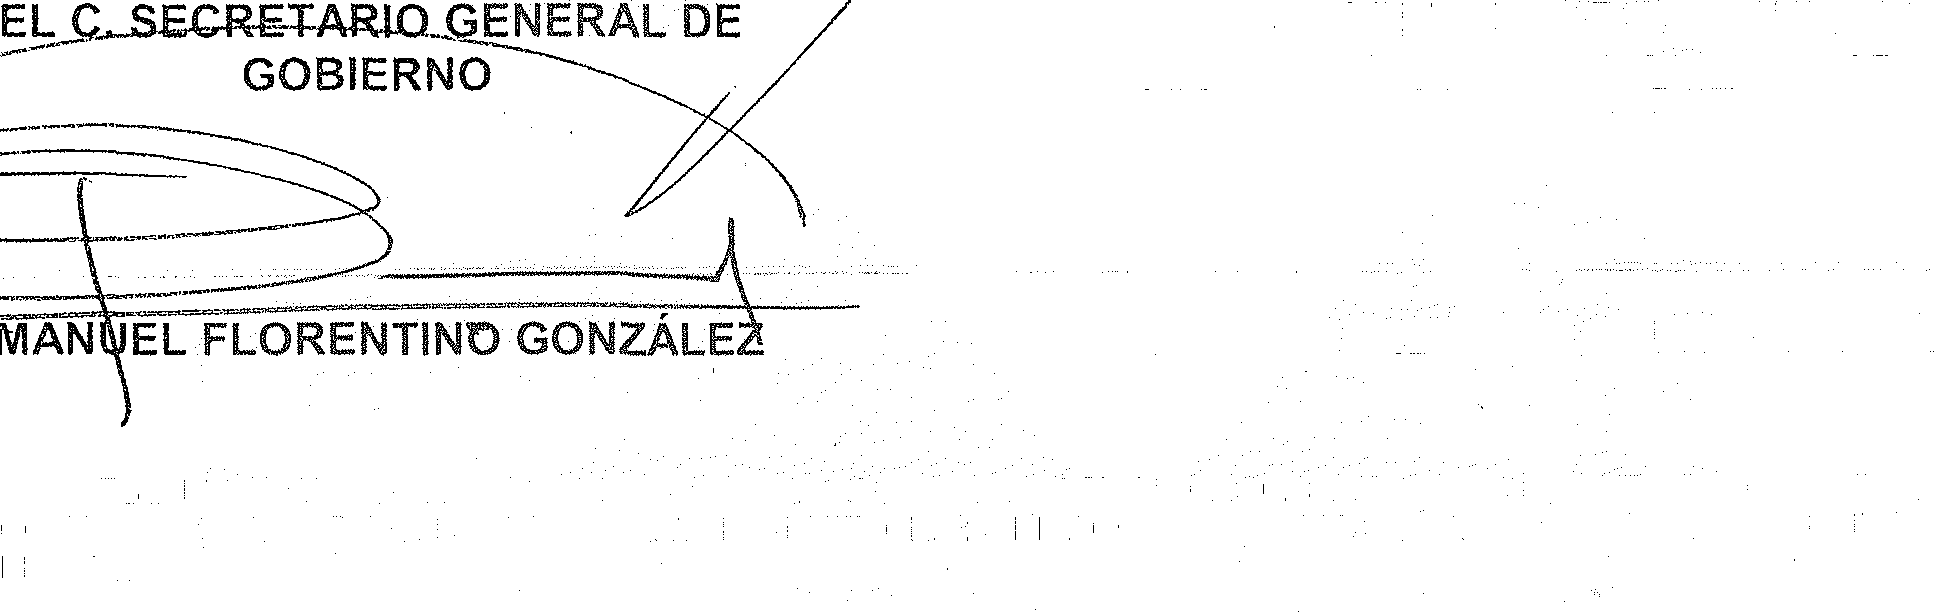 EL C. SECRETARIO GENERAL DE
GOBIERNO
MANUEL FLORENTINO GONZÁLEZ